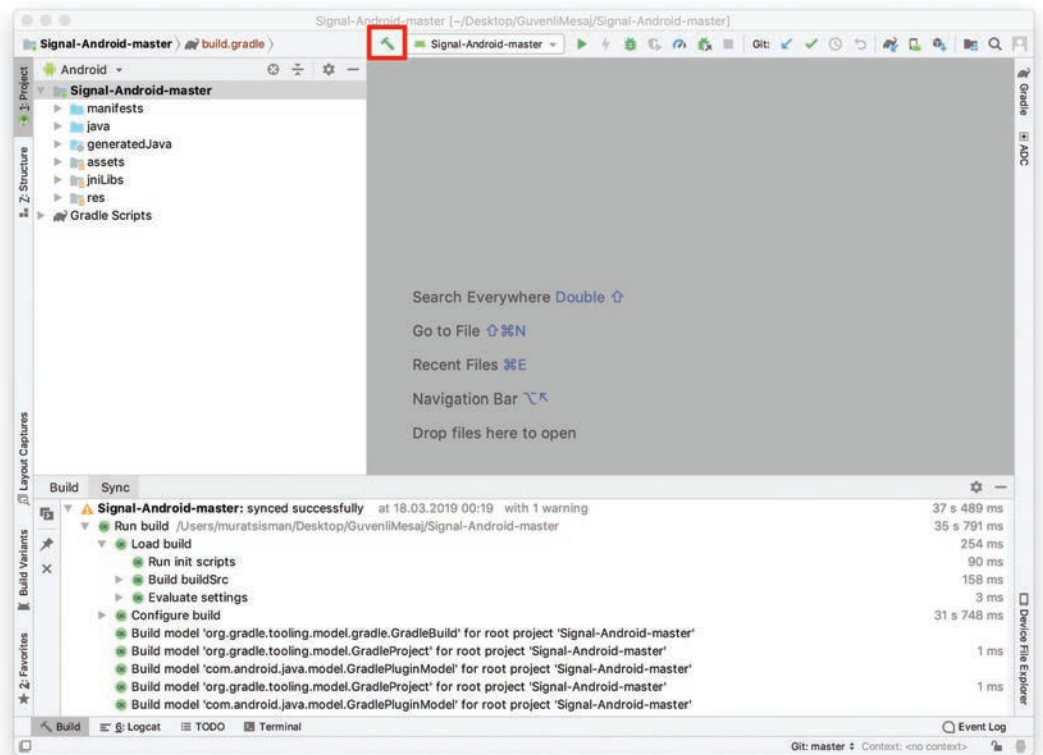 Signal-Android-master [~/Desktop/GuvenliMesaj/Signal-Android-master]
Signal-Android-master build.gradle
Signal-Android-master
Git:
Android
Signal-Android-master
manifests
java
generatedJava
assets
jniLibs
res
Gradle Scripts
1: Project
Z: Structure
Layout Captures
Build Variants
2: Favorites
Gradle
ADC
Device File Explorer
Search Everywhere Double ⇧
Go to File ⇧⌘N
Recent Files ⌘E
Navigation Bar ⌥↖
Drop files here to open
Build Sync
Signal-Android-master: synced successfully at 18.03.2019 00:19 with 1 warning 37 s 489 ms
Run build /Users/muratsisman/Desktop/GuvenliMesaj/Signal-Android-master 35 s 791 ms
Load build 254 ms
Run init scripts 90 ms
Build buildSrc 158 ms
Evaluate settings 3 ms
Configure build 31 s 748 ms
Build model 'org.gradle.tooling.model.gradle.GradleBuild' for root project 'Signal-Android-master'
Build model 'org.gradle.tooling.model.GradleProject' for root project 'Signal-Android-master' 1 ms
Build model 'com.android.java.model.GradlePluginModel' for root project 'Signal-Android-master'
Build model 'org.gradle.tooling.model.GradleProject' for root project 'Signal-Android-master' 1 ms
Build model 'com.android.java.model.GradlePluginModel' for root project 'Signal-Android-master'
Build 6: Logcat TODO Terminal Event Log
Git: master Context: <no context>